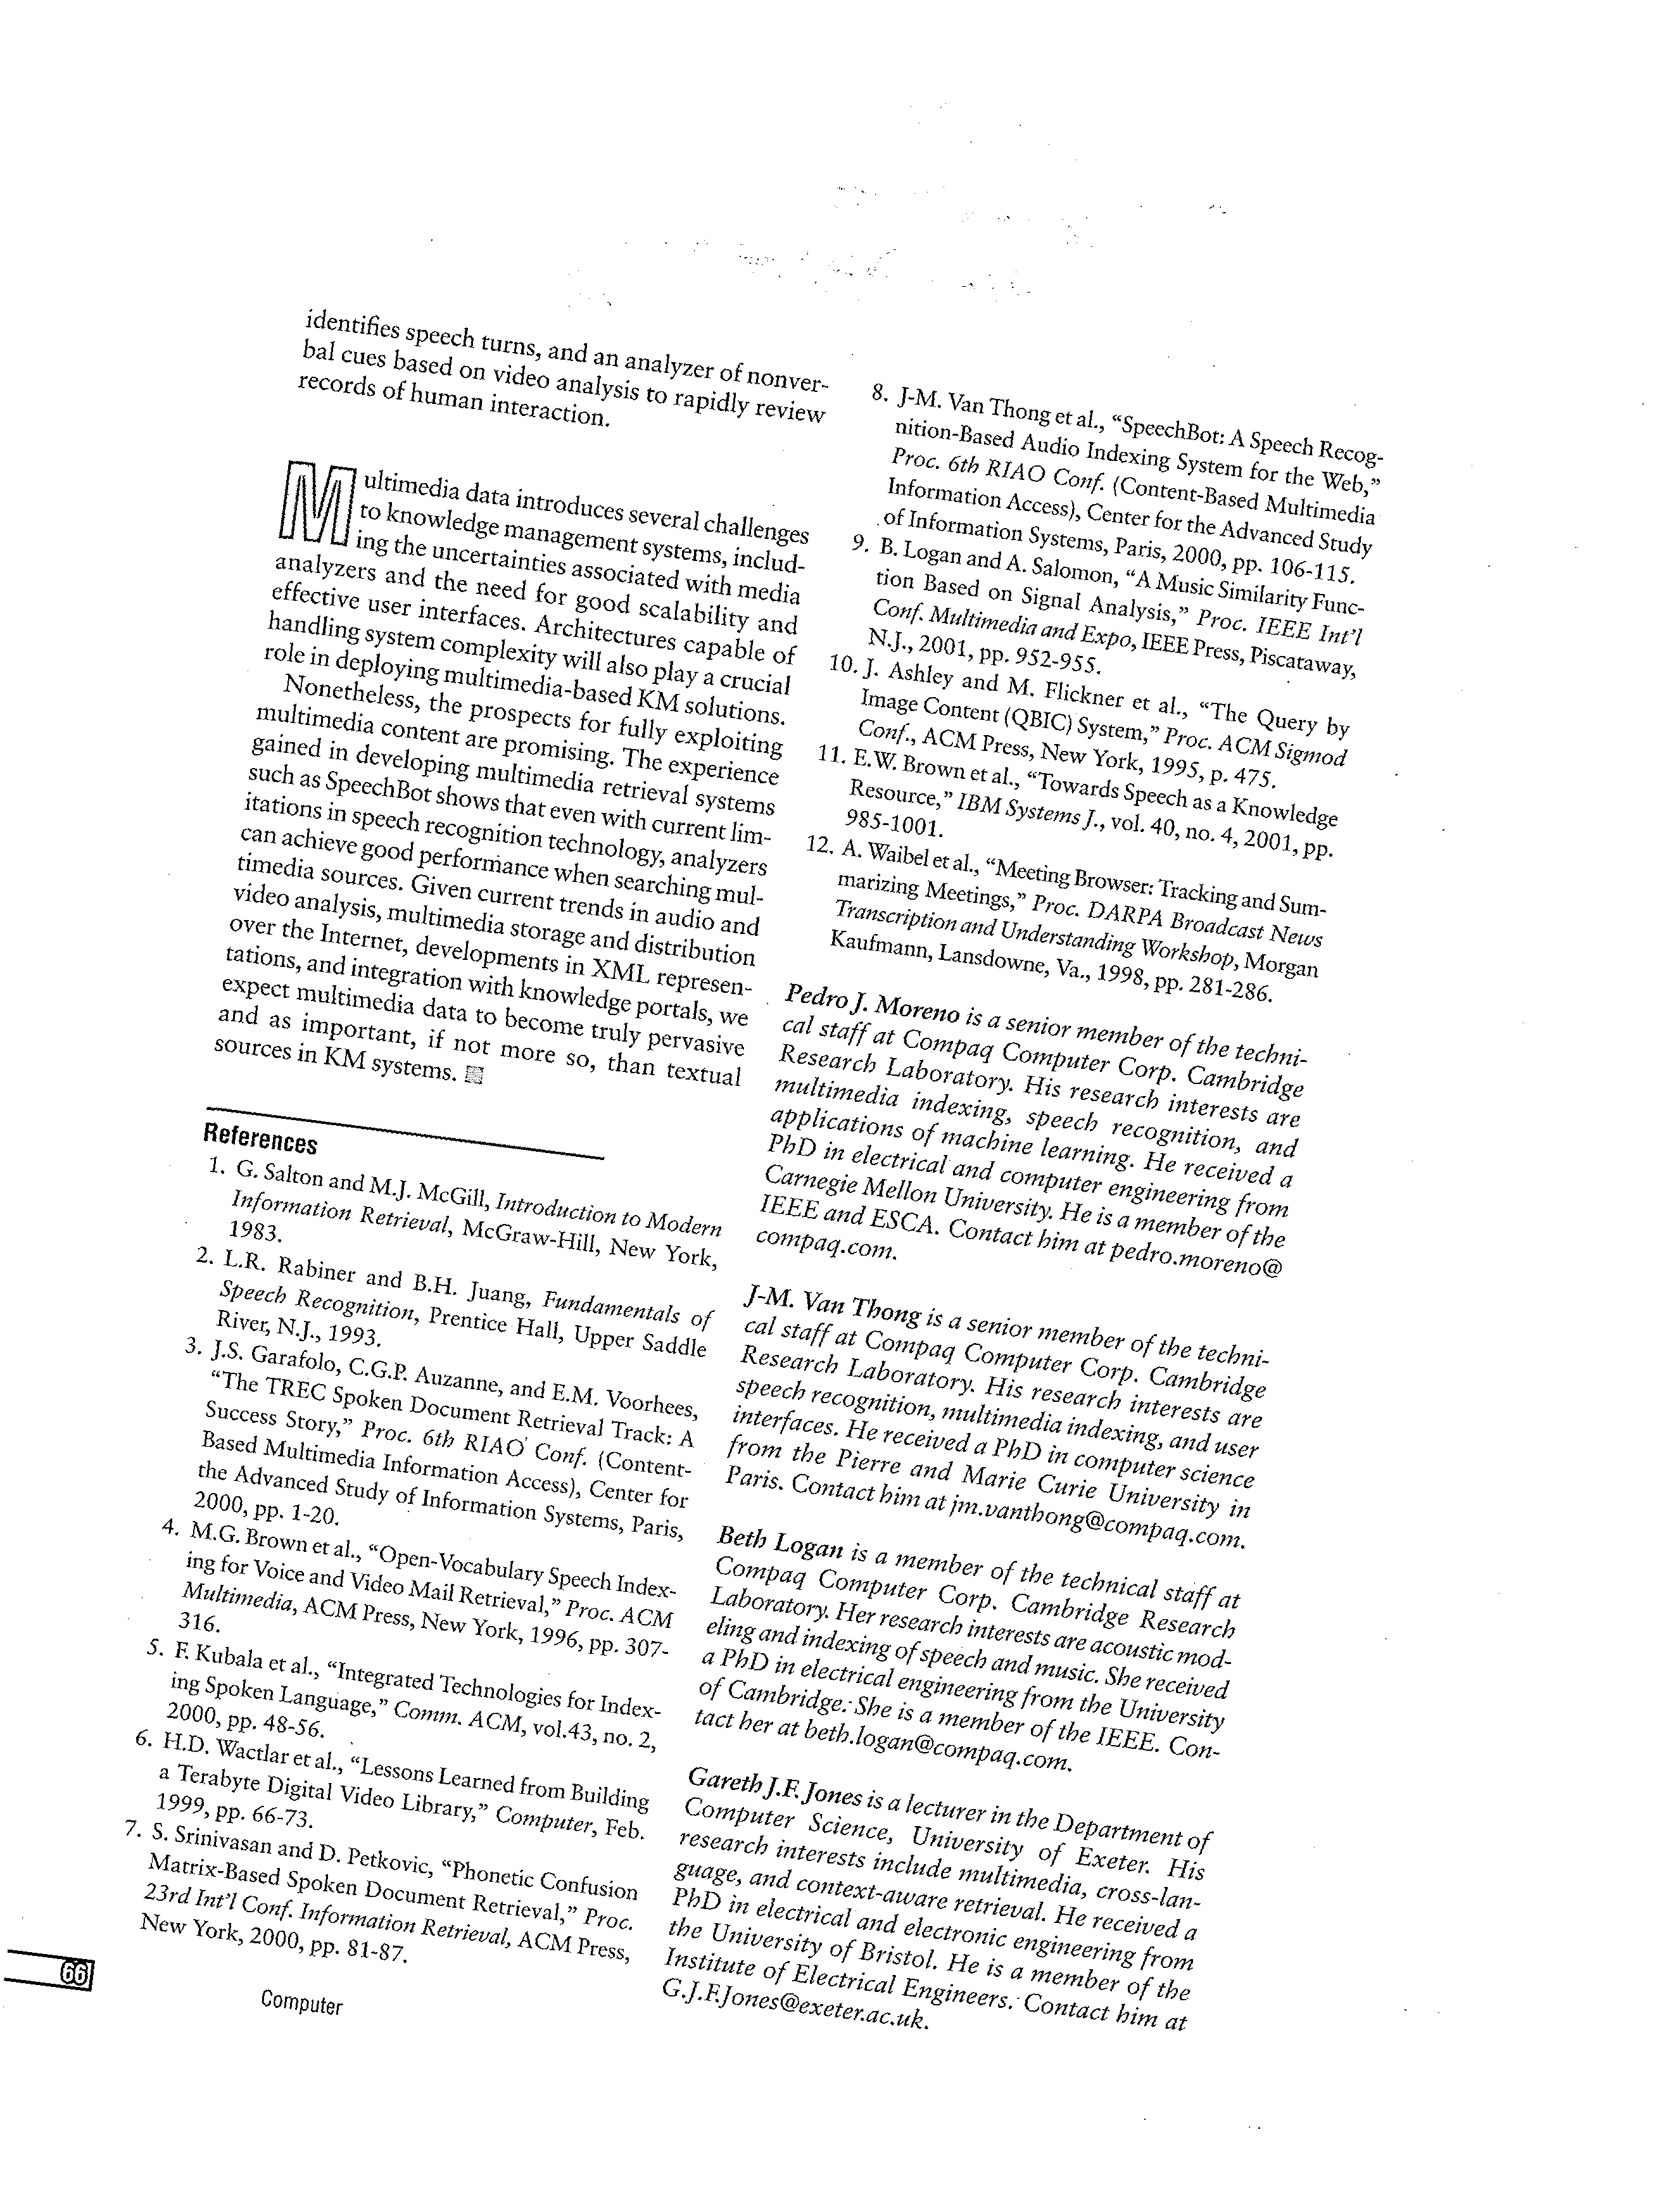 identifies speech turns, and an analyzer of nonver-
bal cues based on video analysis to rapidly review
records of human interaction.
Multimedia data introduces several challenges
to knowledge management systems, includ-
ing the uncertainties associated with media
analyzers and the need for good scalability and
effective user interfaces. Architectures capable of
handling system complexity will also play a crucial
role in deploying multimedia-based KM solutions.
Nonetheless, the prospects for fully exploiting
multimedia content are promising. The experience
gained in developing multimedia retrieval systems
such as SpeechBot shows that even with current lim-
itations in speech recognition technology, analyzers
can achieve good performance when searching mul-
timedia sources. Given current trends in audio and
video analysis, multimedia storage and distribution
over the Internet, developments in XML represen-
tations, and integration with knowledge portals, we
expect multimedia data to become truly pervasive
and as important, if not more so, than textual
sources in KM systems.
References
1. G. Salton and M.J. McGill, Introduction to Modern
Information Retrieval, McGraw-Hill, New York,
1983.
2. L.R. Rabiner and B.H. Juang, Fundamentals of
Speech Recognition, Prentice Hall, Upper Saddle
River, N.J., 1993.
3. J.S. Garafolo, C.G.P. Auzanne, and E.M. Voorhees,
“The TREC Spoken Document Retrieval Track: A
Success Story,” Proc. 6th RIAO Conf. (Content-
Based Multimedia Information Access), Center for
the Advanced Study of Information Systems, Paris,
2000, pp. 1-20.
4. M.G. Brown et al., “Open-Vocabulary Speech Index-
ing for Voice and Video Mail Retrieval,” Proc. ACM
Multimedia, ACM Press, New York, 1996, pp. 307-
316.
5. F. Kubala et al., “Integrated Technologies for Index-
ing Spoken Language,” Comm. ACM, vol.43, no. 2,
2000, pp. 48-56.
6. H.D. Wactlar et al., “Lessons Learned from Building
a Terabyte Digital Video Library,” Computer, Feb.
1999, pp. 66-73.
7. S. Srinivasan and D. Petkovic, “Phonetic Confusion
Matrix-Based Spoken Document Retrieval,” Proc.
23rd Int’l Conf. Information Retrieval, ACM Press,
New York, 2000, pp. 81-87.
8. J-M. Van Thong et al., “SpeechBot: A Speech Recog-
nition-Based Audio Indexing System for the Web,”
Proc. 6th RIAO Conf. (Content-Based Multimedia
Information Access), Center for the Advanced Study
of Information Systems, Paris, 2000, pp. 106-115.
9. B. Logan and A. Salomon, “A Music Similarity Func-
tion Based on Signal Analysis,” Proc. IEEE Int’l
Conf. Multimedia and Expo, IEEE Press, Piscataway,
N.J., 2001, pp. 952-955.
10. J. Ashley and M. Flickner et al., “The Query by
Image Content (QBIC) System,” Proc. ACM Sigmod
Conf., ACM Press, New York, 1995, p. 475.
11. E.W. Brown et al., “Towards Speech as a Knowledge
Resource,” IBM Systems J., vol. 40, no. 4, 2001, pp.
985-1001.
12. A. Waibel et al., “Meeting Browser: Tracking and Sum-
marizing Meetings,” Proc. DARPA Broadcast News
Transcription and Understanding Workshop, Morgan
Kaufmann, Lansdowne, Va., 1998, pp. 281-286.
Pedro J. Moreno is a senior member of the techni-
cal staff at Compaq Computer Corp. Cambridge
Research Laboratory. His research interests are
multimedia indexing, speech recognition, and
applications of machine learning. He received a
PhD in electrical and computer engineering from
Carnegie Mellon University. He is a member of the
IEEE and ESCA. Contact him at pedro.moreno@
compaq.com.
J-M. Van Thong is a senior member of the techni-
cal staff at Compaq Computer Corp. Cambridge
Research Laboratory. His research interests are
speech recognition, multimedia indexing, and user
interfaces. He received a PhD in computer science
from the Pierre and Marie Curie University in
Paris. Contact him at jm.vanthong@compaq.com.
Beth Logan is a member of the technical staff at
Compaq Computer Corp. Cambridge Research
Laboratory. Her research interests are acoustic mod-
eling and indexing of speech and music. She received
a PhD in electrical engineering from the University
of Cambridge. She is a member of the IEEE. Con-
tact her at beth.logan@compaq.com.
Gareth J.F. Jones is a lecturer in the Department of
Computer Science, University of Exeter. His
research interests include multimedia, cross-lan-
guage, and context-aware retrieval. He received a
PhD in electrical and electronic engineering from
the University of Bristol. He is a member of the
Institute of Electrical Engineers. Contact him at
G.J.F.Jones@exeter.ac.uk.
66
Computer